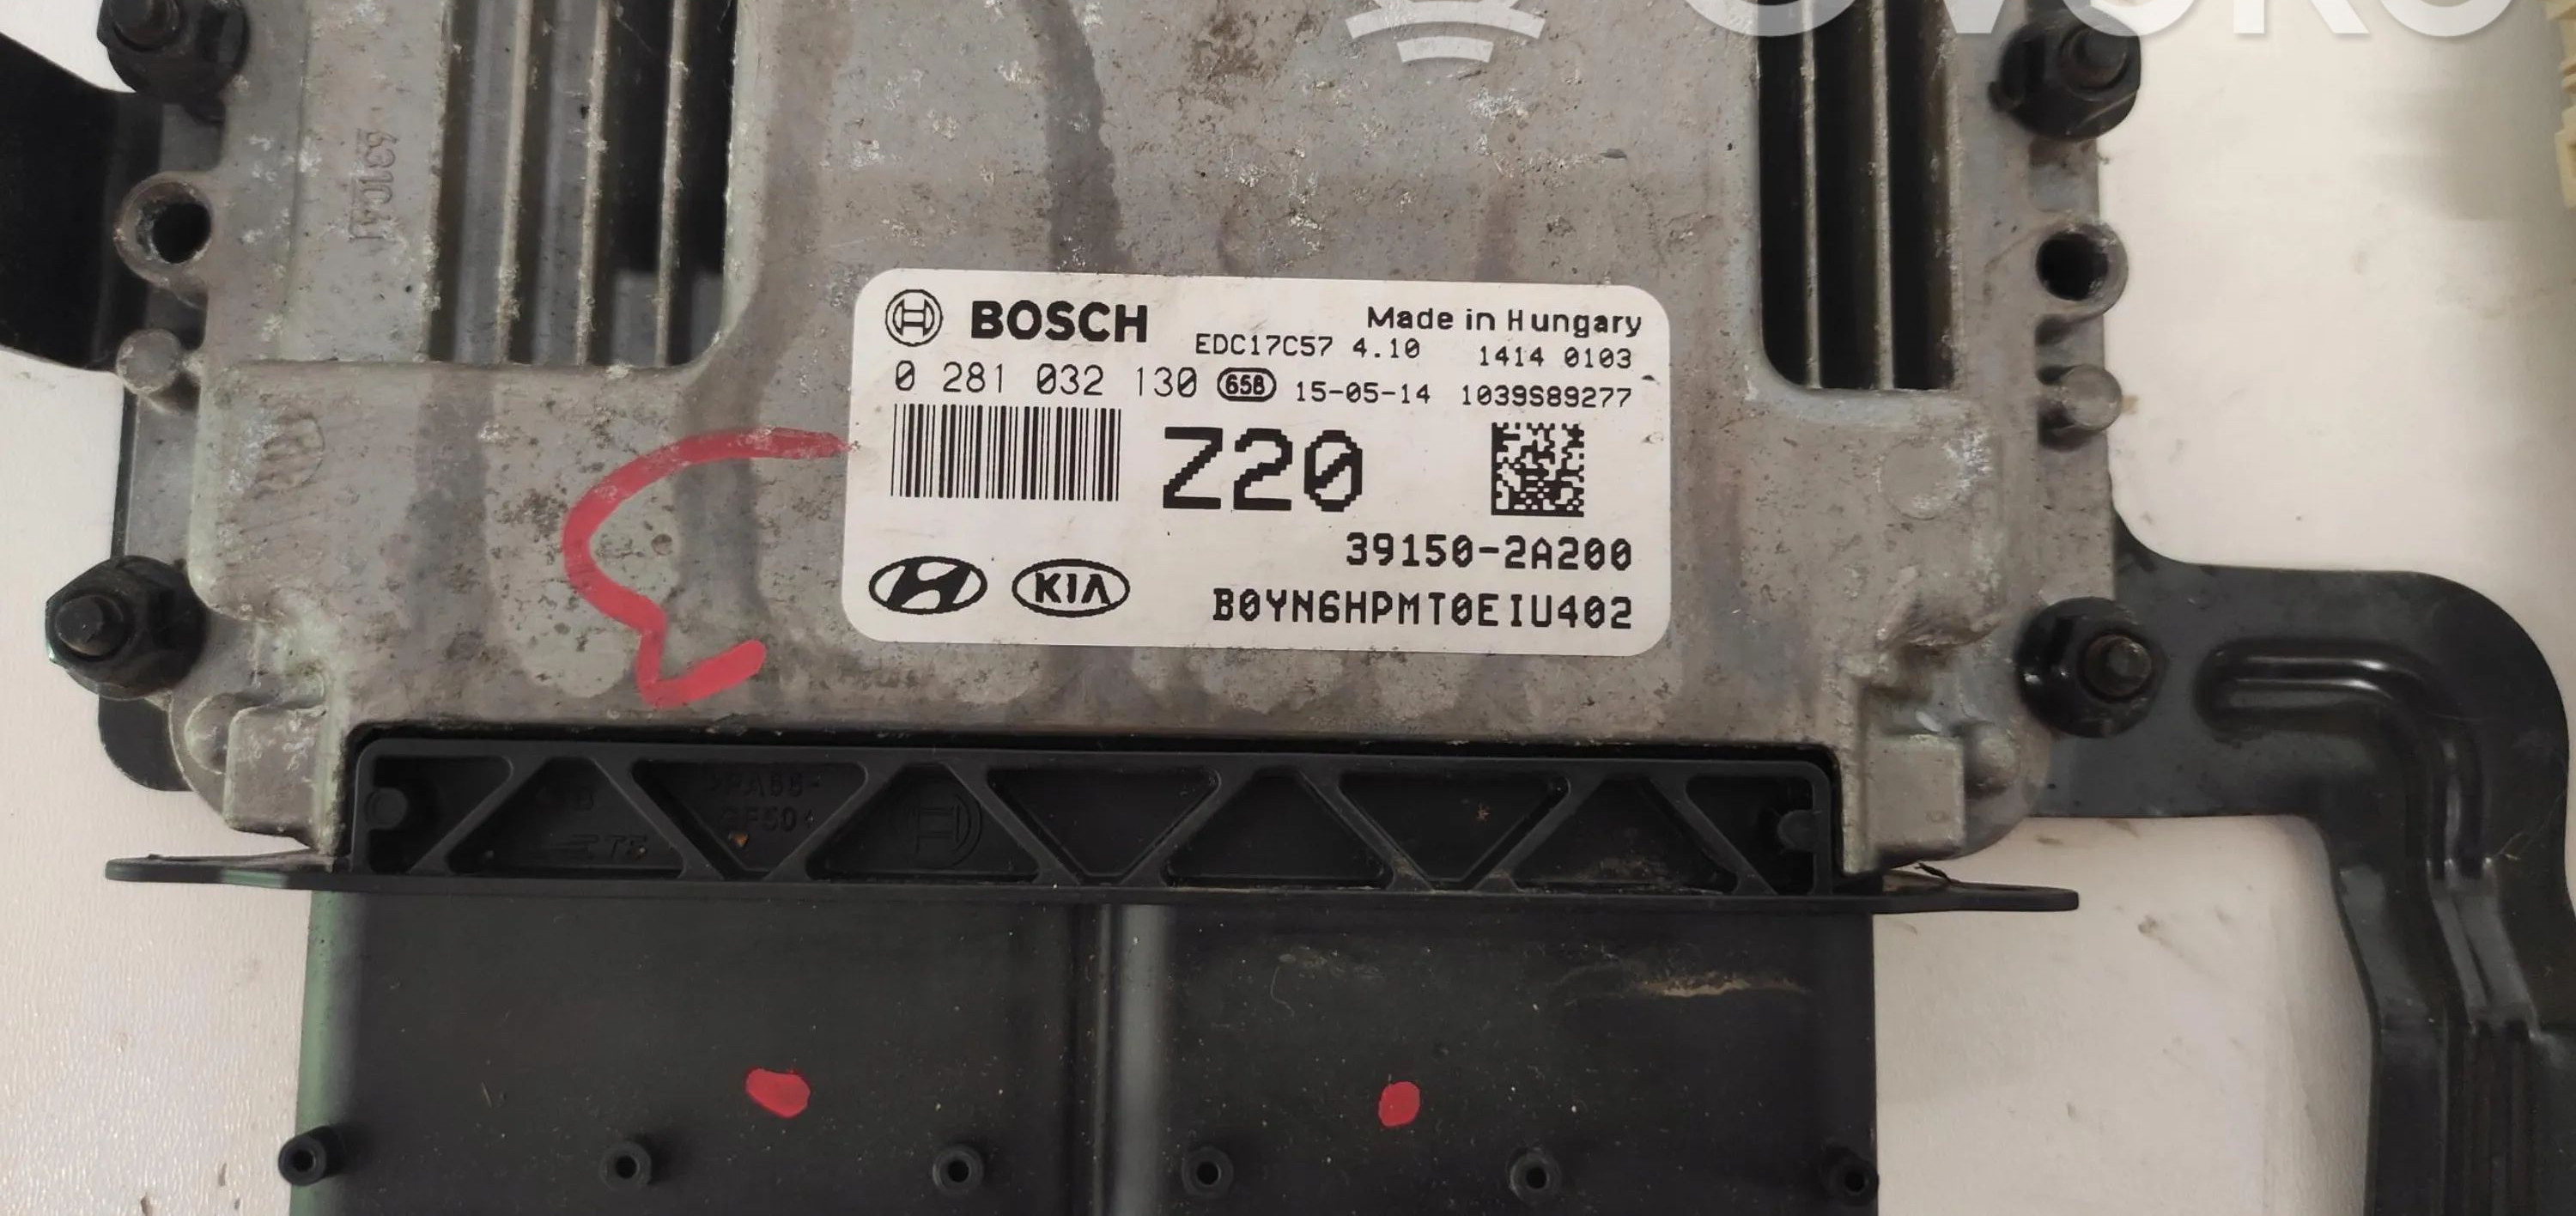 BOSCH
Made in Hungary
EDC17C57 4.10 1414 0103
0 281 032 130 658 15-05-14 1039S89277
Z20
39150-2A200
KIA
B0YN6HPMT0EIU402